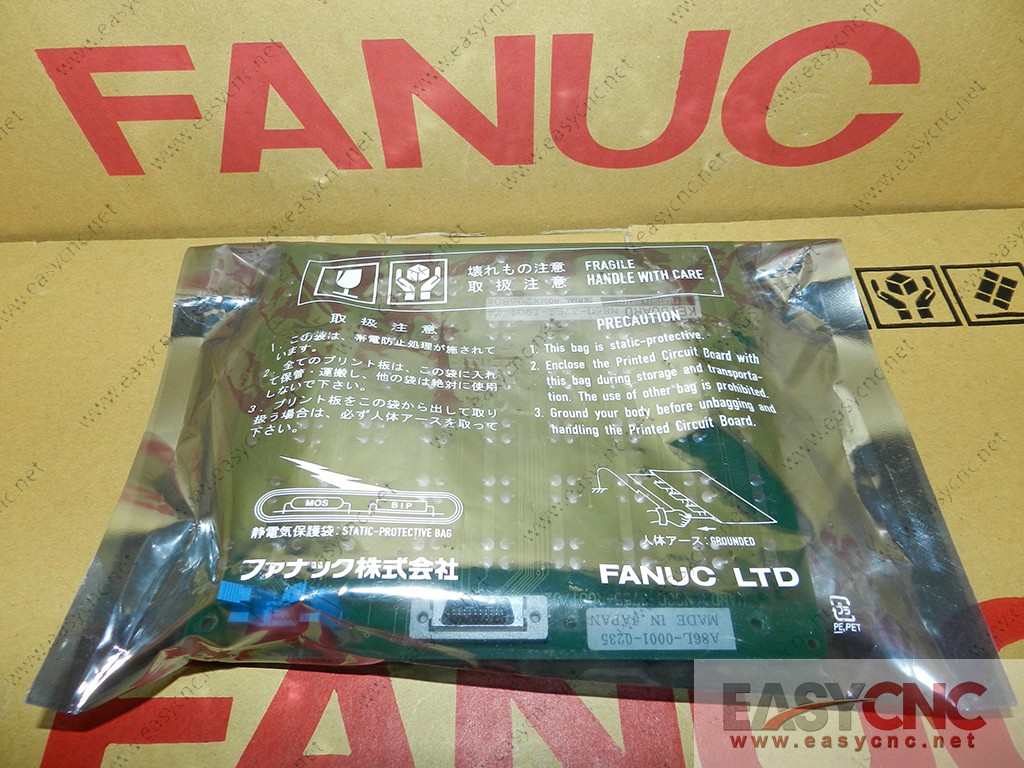 FANUC
壊れもの注意
取扱注意
FRAGILE
HANDLE WITH CARE
取扱注意
1. この袋は、帯電防止処理が施されて
います。
2. 全てのプリント板は、この袋に入れ
て保管・運搬し、他の袋は絶対に使用
しないで下さい。
3. プリント板をこの袋から出して取り
扱う場合は、必ず人体アースを取って
下さい。
PRECAUTION
1. This bag is static-protective.
2. Enclose the Printed Circuit Board with
this bag during storage and transporta-
tion. The use of other bag is prohibited.
3. Ground your body before unbagging and
handling the Printed Circuit Board.
MOS
BIP
静電気保護袋: STATIC-PROTECTIVE BAG
人体アース: GROUNDED
ファナック株式会社
FANUC LTD
A86L-0001-0235
MADE IN JAPAN
PE,PET
FANUC
EASYCNC
www.easycnc.net